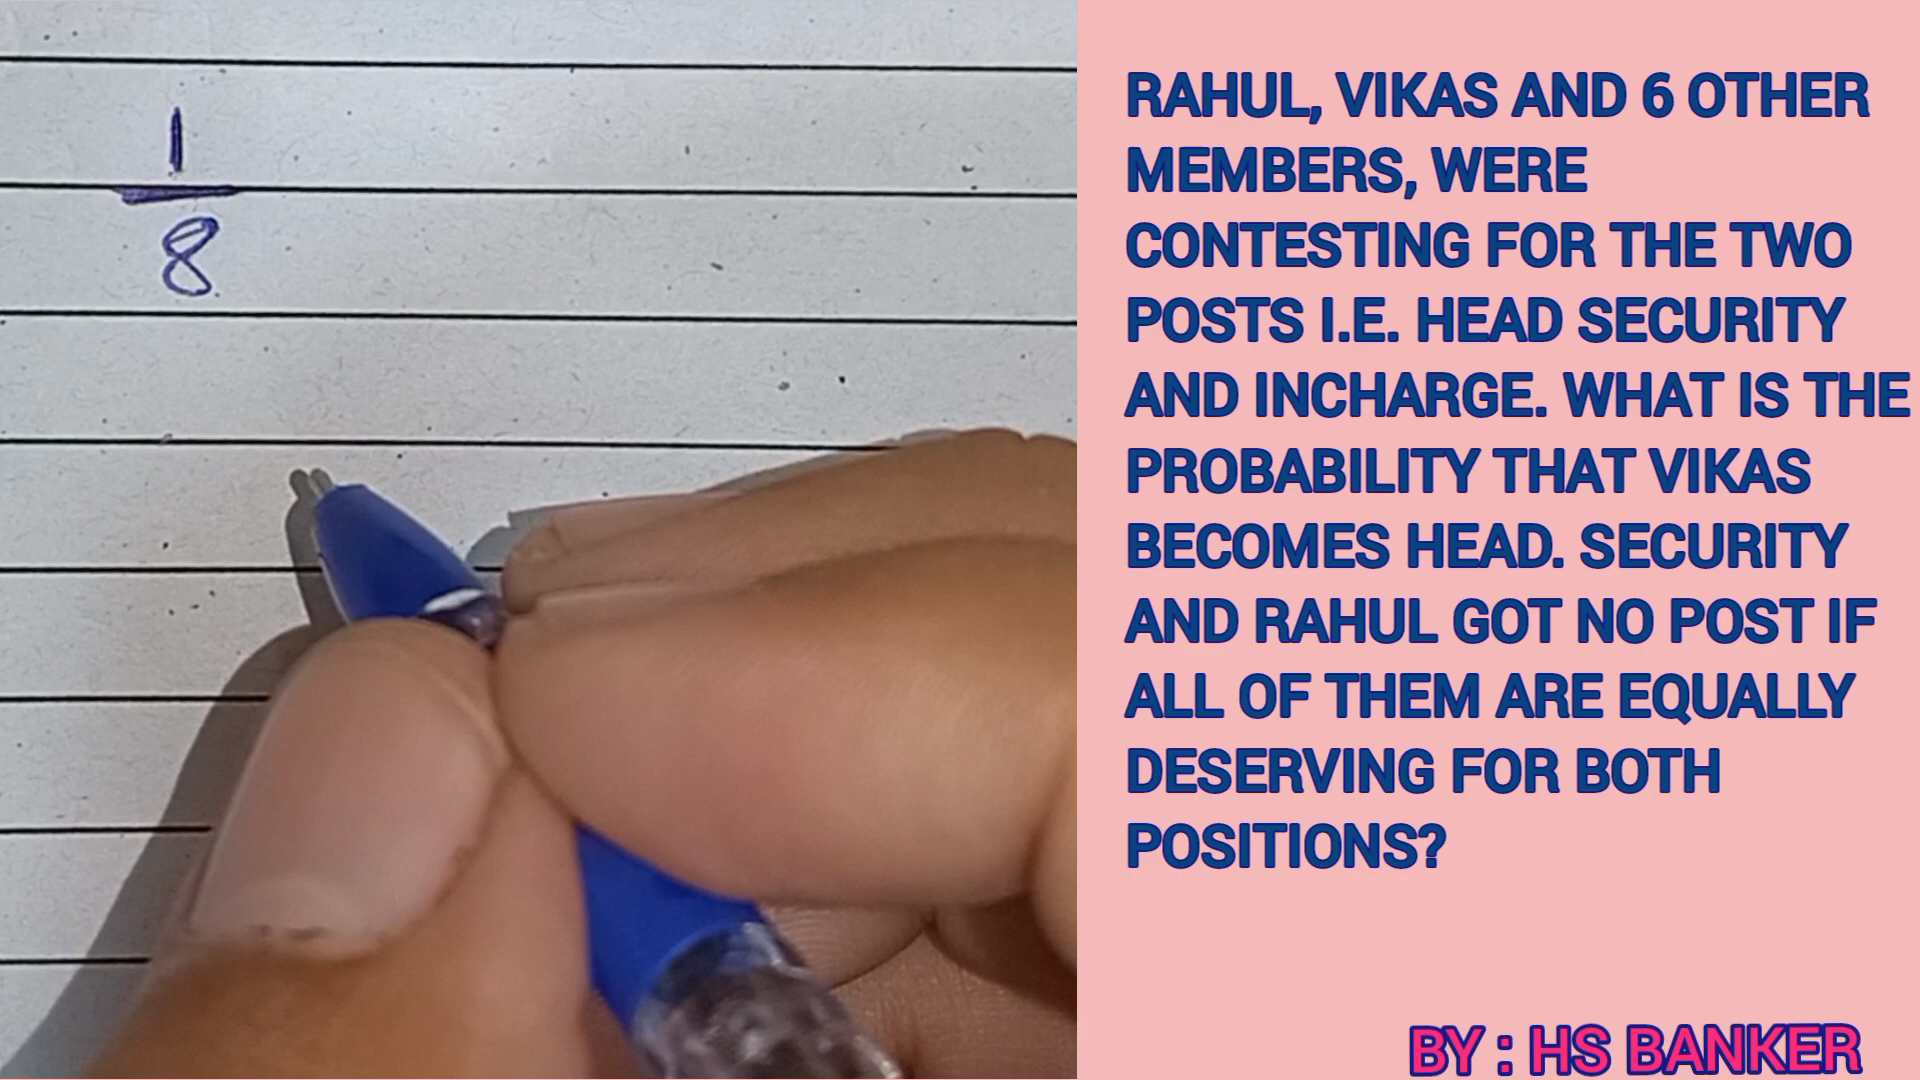 1
8
RAHUL, VIKAS AND 6 OTHER
MEMBERS, WERE
CONTESTING FOR THE TWO
POSTS I.E. HEAD SECURITY
AND INCHARGE. WHAT IS THE
PROBABILITY THAT VIKAS
BECOMES HEAD. SECURITY
AND RAHUL GOT NO POST IF
ALL OF THEM ARE EQUALLY
DESERVING FOR BOTH
POSITIONS?
BY : HS BANKER